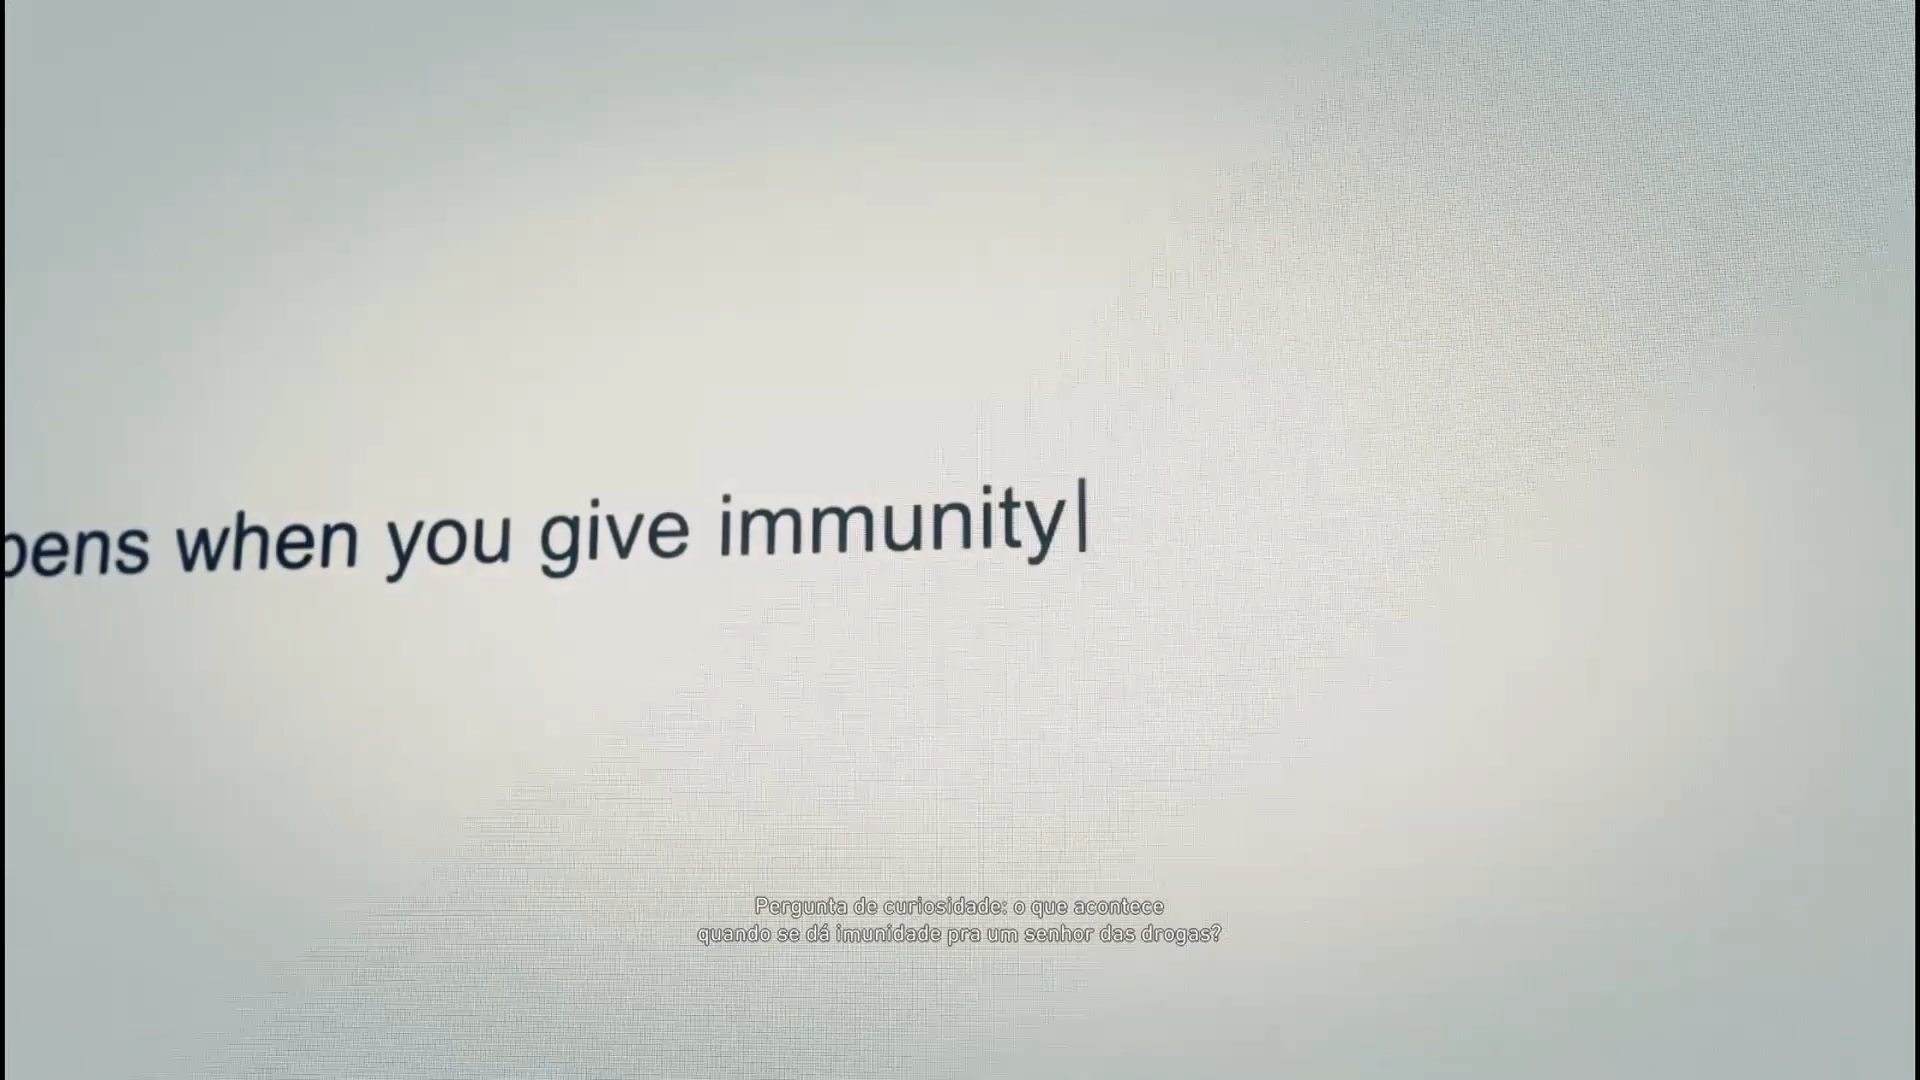 pens when you give immunity
Pergunta de curiosidade: o que acontece
quando se dá imunidade pra um senhor das drogas?